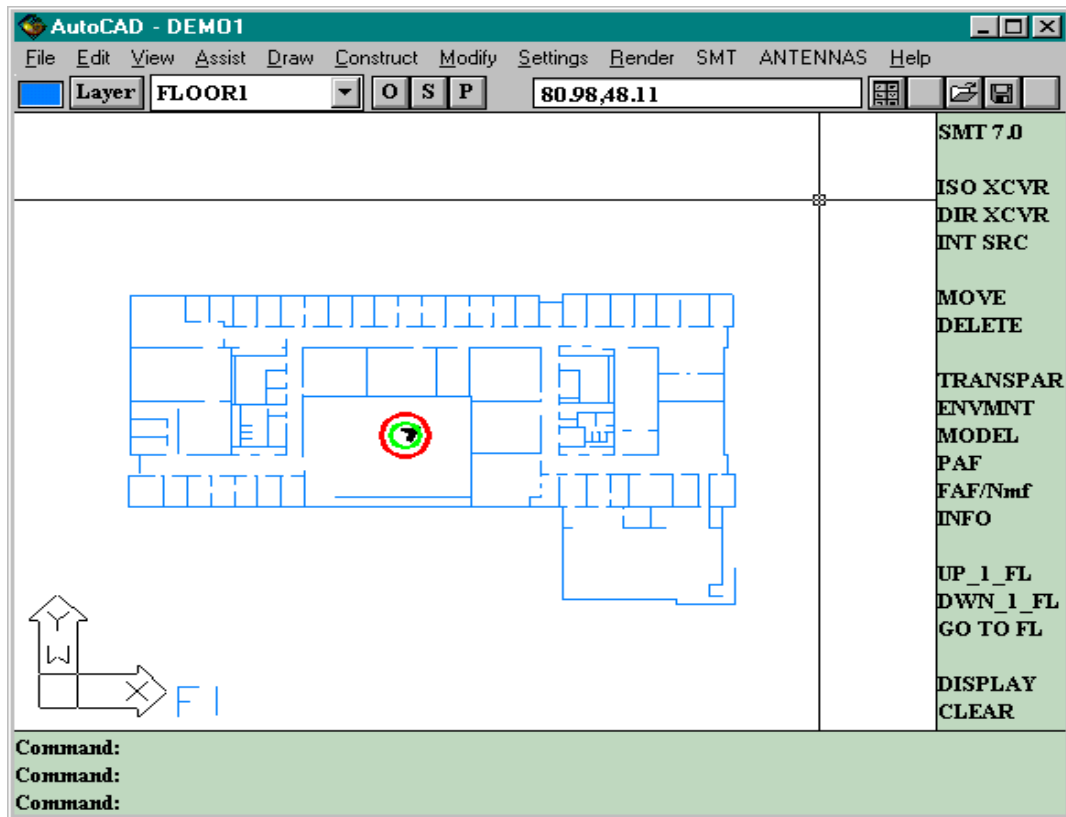 AutoCAD - DEMO1
File Edit View Assist Draw Construct Modify Settings Render SMT ANTENNAS Help
Layer FLOOR1 O S P 80.98,48.11
SMT 7.0
ISO XCVR
DIR XCVR
INT SRC
MOVE
DELETE
TRANSPAR
ENVMNT
MODEL
PAF
FAF/Nmf
INFO
UP_1_FL
DWN_1_FL
GO TO FL
DISPLAY
CLEAR
Y
W
X
F1
Command:
Command:
Command: